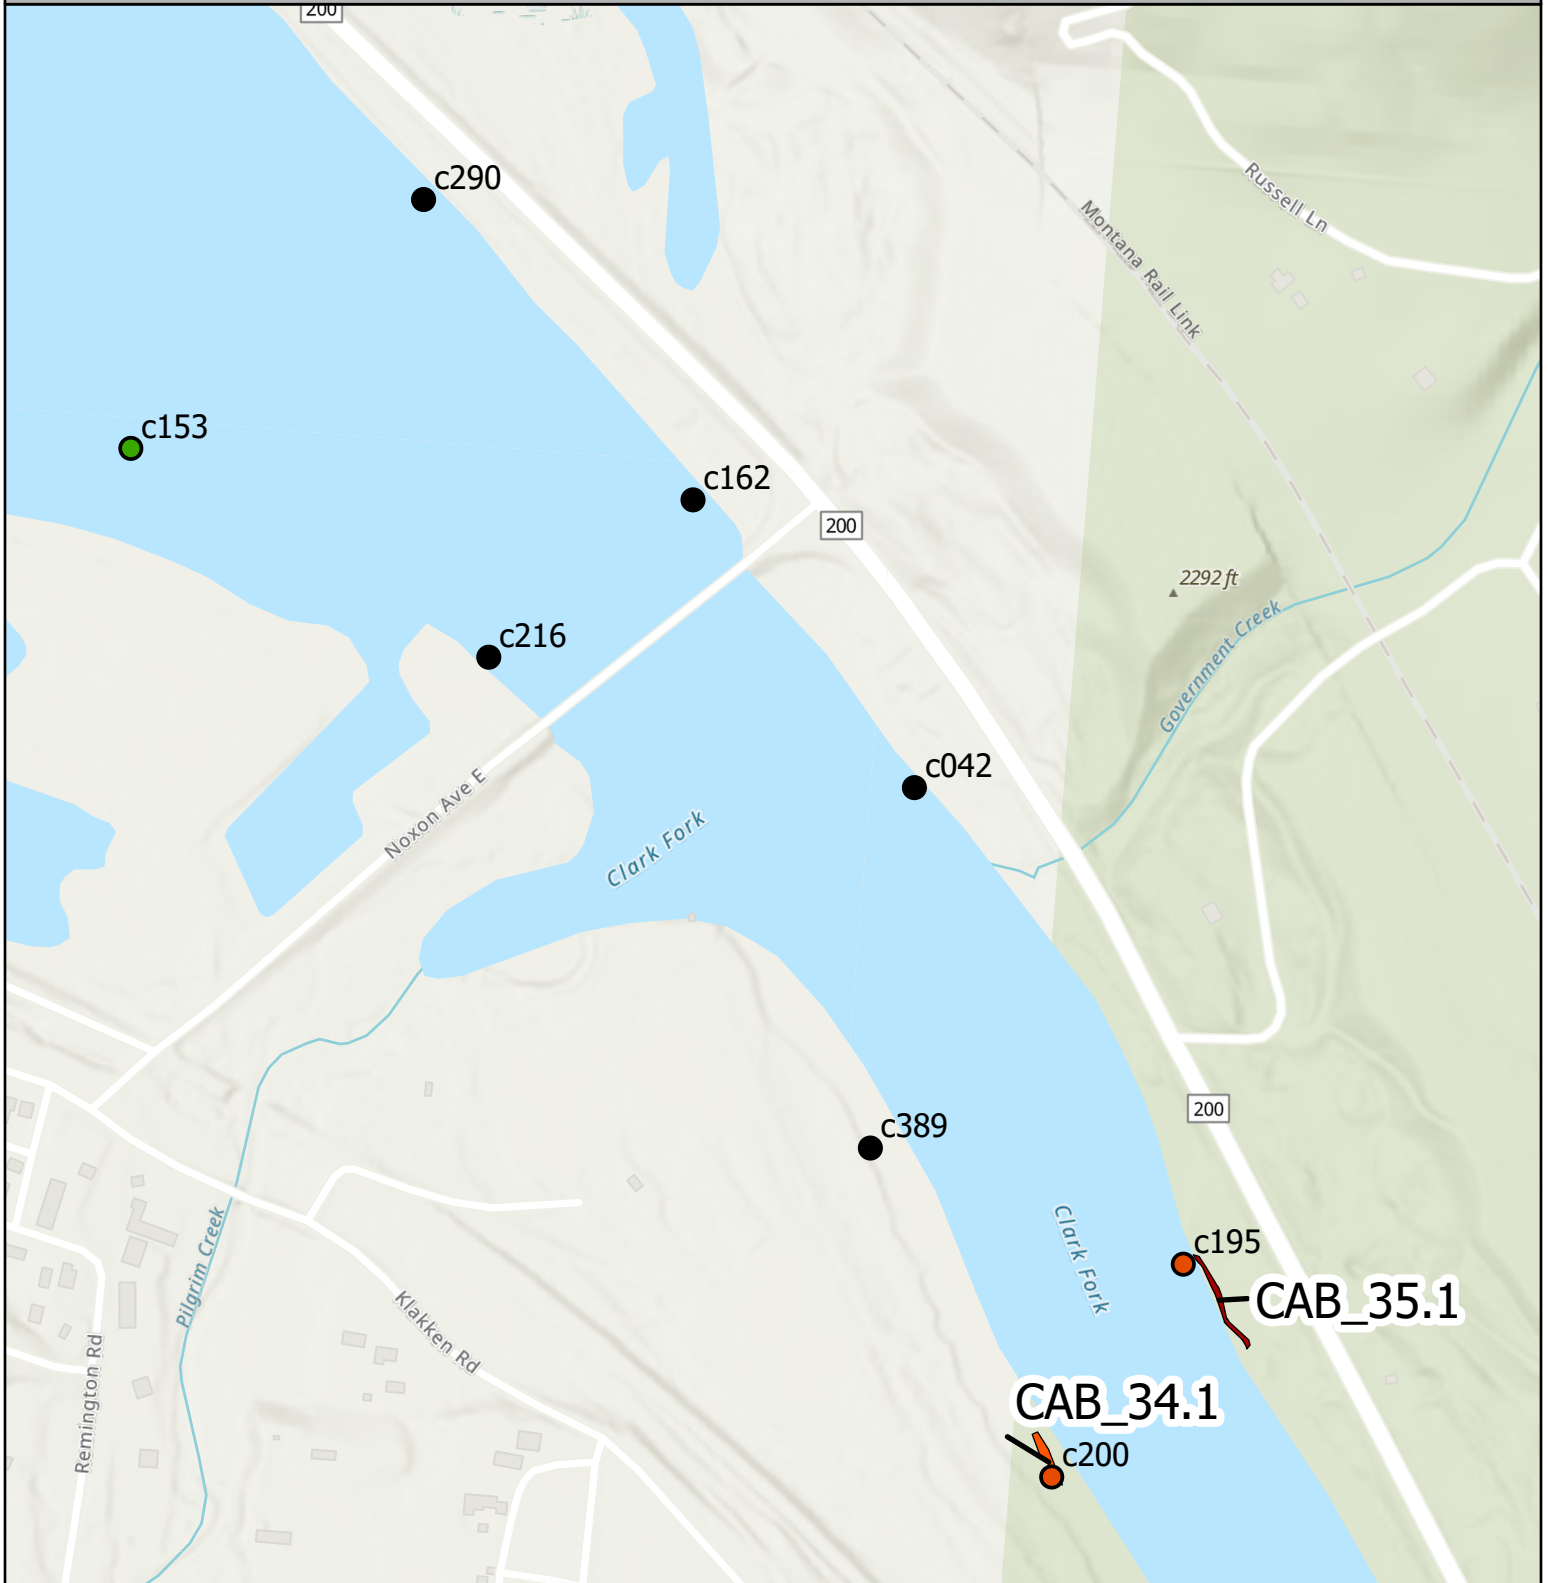 200
c290
Russell Ln
Montana Rail Link
c153
c162
200
2292 ft
Government Creek
c216
c042
Noxon Ave E
Clark Fork
200
c389
Clark Fork
c195
Pilgrim Creek
CAB_35.1
Klakken Rd
Remington Rd
CAB_34.1
c200